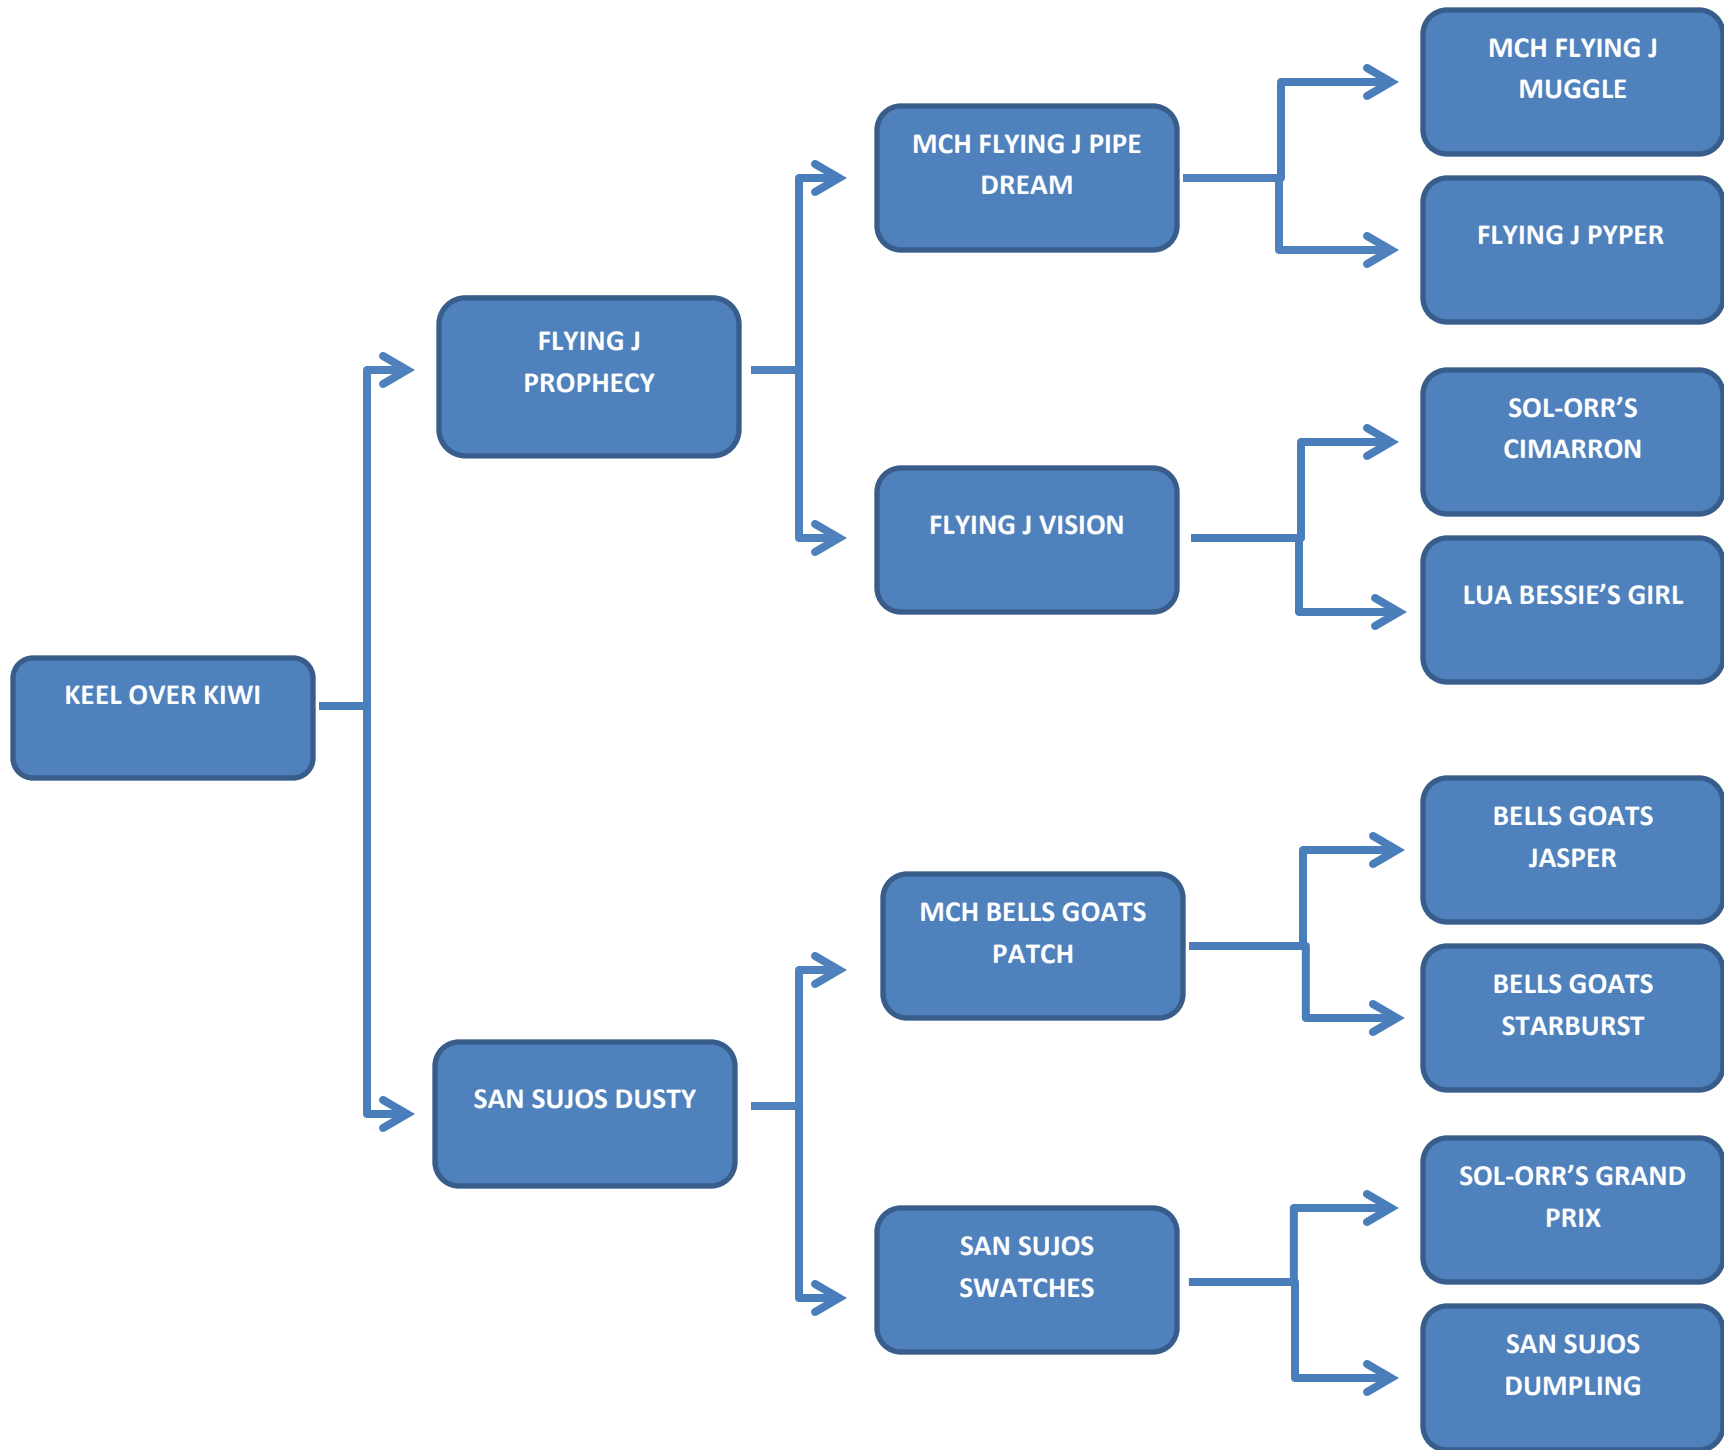 MCH FLYING J
MUGGLE
MCH FLYING J PIPE
DREAM
FLYING J PYPER
FLYING J
PROPHECY
SOL-ORR’S
CIMARRON
FLYING J VISION
LUA BESSIE’S GIRL
KEEL OVER KIWI
BELLS GOATS
JASPER
MCH BELLS GOATS
PATCH
BELLS GOATS
STARBURST
SAN SUJOS DUSTY
SOL-ORR’S GRAND
PRIX
SAN SUJOS
SWATCHES
SAN SUJOS
DUMPLING